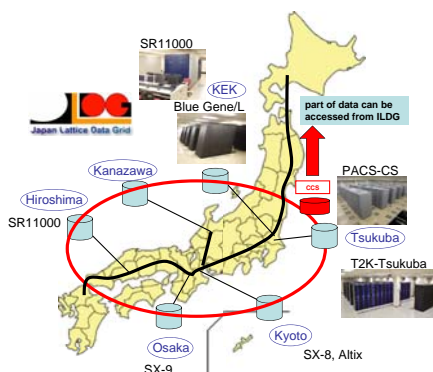 SR11000
KEK
Blue Gene/L
JLDG
Japan Lattice Data Grid
part of data can be
accessed from ILDG
Kanazawa
CCS
PACS-CS
Hiroshima
SR11000
Tsukuba
T2K-Tsukuba
Osaka
Kyoto
SX-9
SX-8, Altix